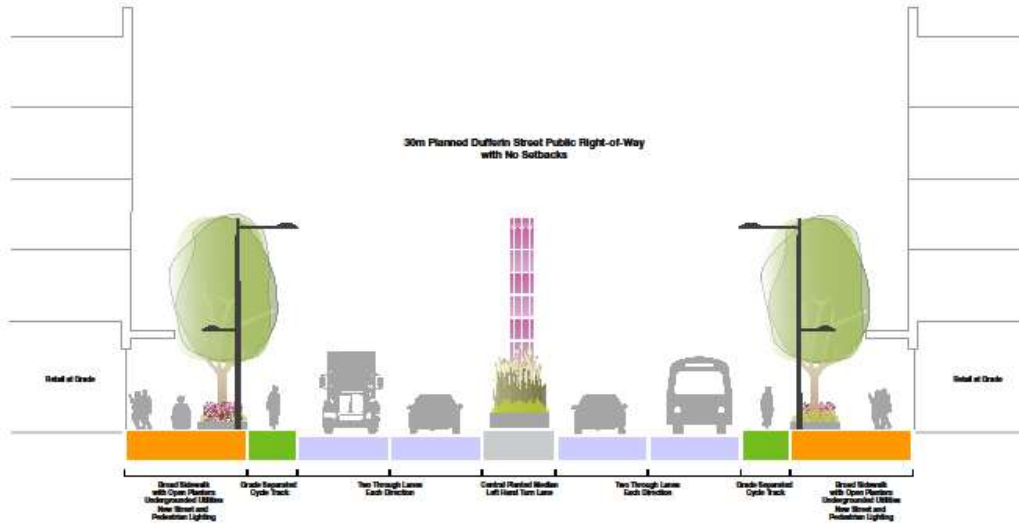 30m Planned Dufferin Street Public Right-of-Way
with No Setbacks
Retail at Grade
Retail at Grade
Broad Sidewalk
with Open Planters
Undergrounded Utilities
New Street and
Pedestrian Lighting
Grade Separated
Cycle Track
Two Through Lanes
Each Direction
Central Planted Median
Left Hand Turn Lane
Two Through Lanes
Each Direction
Grade Separated
Cycle Track
Broad Sidewalk
with Open Planters
Undergrounded Utilities
New Street and
Pedestrian Lighting